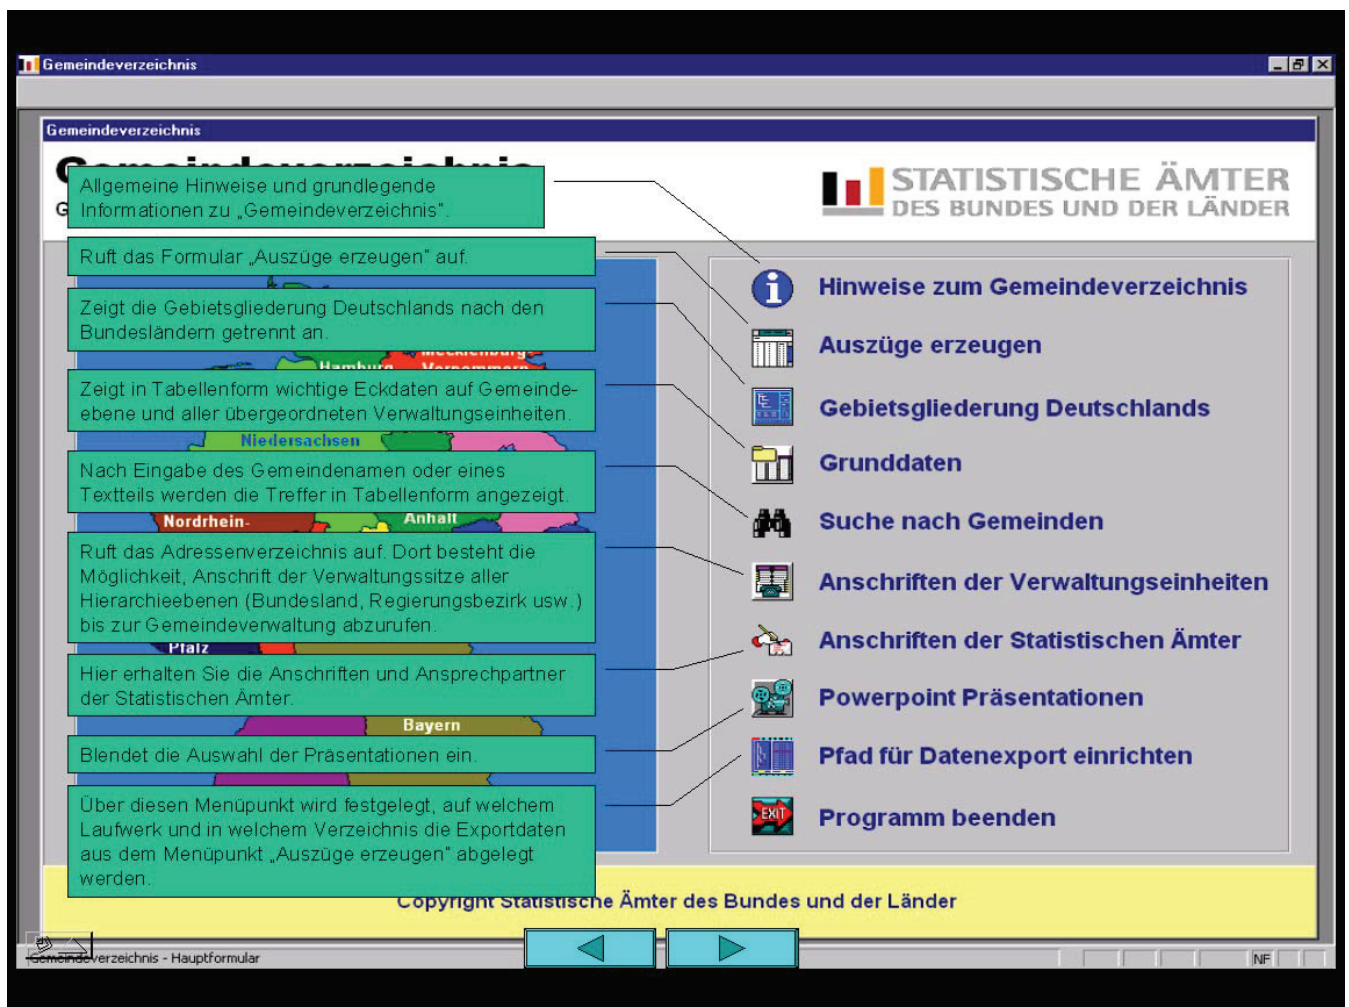 Gemeindeverzeichnis
Gemeindeverzeichnis
Gemeindeverzeichnis
STATISTISCHE ÄMTER
DES BUNDES UND DER LÄNDER
Allgemeine Hinweise und grundlegende
Informationen zu „Gemeindeverzeichnis“.
Ruft das Formular „Auszüge erzeugen“ auf.
Zeigt die Gebietsgliederung Deutschlands nach den
Bundesländern getrennt an.
Hamburg
Mecklenburg-
Vorpommern
Zeigt in Tabellenform wichtige Eckdaten auf Gemeinde-
ebene und aller übergeordneten Verwaltungseinheiten.
Niedersachsen
Nach Eingabe des Gemeindenamen oder eines
Textteils werden die Treffer in Tabellenform angezeigt.
Nordrhein-
Anhalt
Ruft das Adressenverzeichnis auf. Dort besteht die
Möglichkeit, Anschrift der Verwaltungssitze aller
Hierarchieebenen (Bundesland, Regierungsbezirk usw.)
bis zur Gemeindeverwaltung abzurufen.
Pfalz
Hier erhalten Sie die Anschriften und Ansprechpartner
der Statistischen Ämter.
Bayern
Blendet die Auswahl der Präsentationen ein.
Über diesen Menüpunkt wird festgelegt, auf welchem
Laufwerk und in welchem Verzeichnis die Exportdaten
aus dem Menüpunkt „Auszüge erzeugen“ abgelegt
werden.
Hinweise zum Gemeindeverzeichnis
Auszüge erzeugen
Gebietsgliederung Deutschlands
Grunddaten
Suche nach Gemeinden
Anschriften der Verwaltungseinheiten
Anschriften der Statistischen Ämter
Powerpoint Präsentationen
Pfad für Datenexport einrichten
EXIT
Programm beenden
Copyright Statistische Ämter des Bundes und der Länder
Gemeindeverzeichnis - Hauptformular
NF